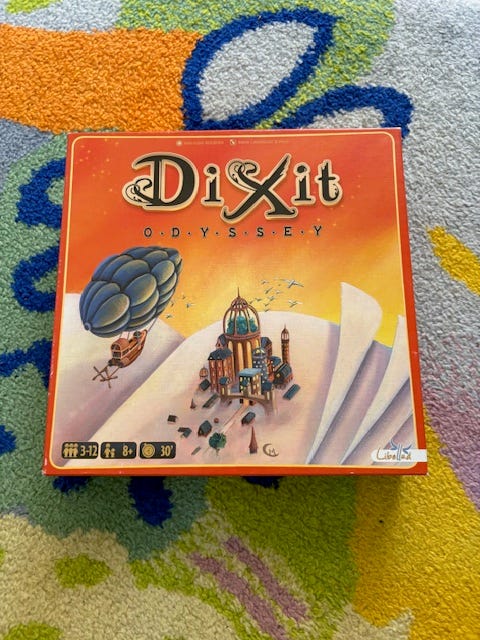 DiXit
O·D·Y·S·S·E·Y
3-12
8+
30'
Libellud